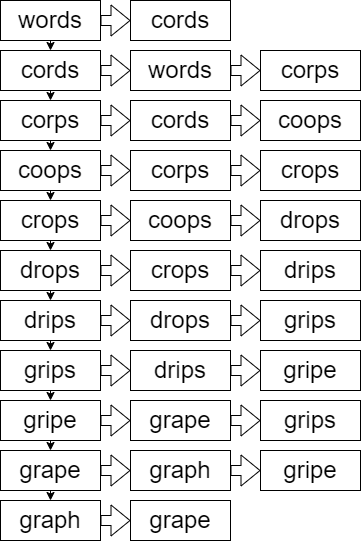 words cords
cords words corps
corps cords coops
coops corps crops
crops coops drops
drops crops drips
drips drops grips
grips drips gripe
gripe grape grips
grape graph gripe
graph grape